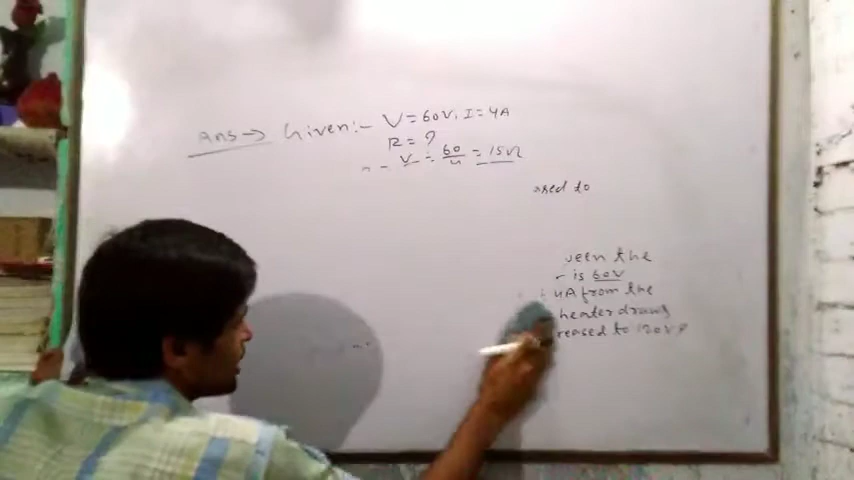 Ans → Given:- V = 60V, I = 4A
R = ?
V = 60/4 = 15Ω
ased to
veen the
is 60V
4A from the
heater draws
reased to 120V?